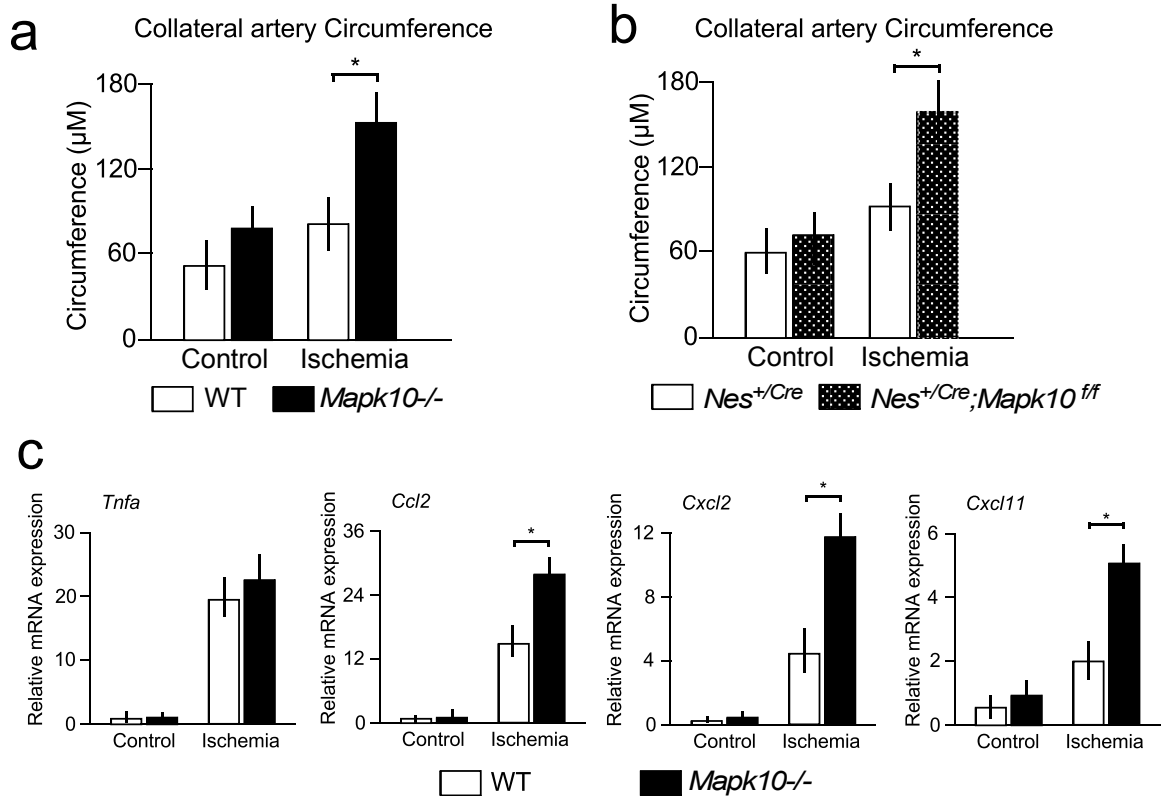 a
Collateral artery Circumference
*
180
120
60
0
Circumference (µM)
Control Ischemia
WT Mapk10-/-
b
Collateral artery Circumference
*
180
120
60
0
Circumference (µM)
Control Ischemia
Nes+/Cre Nes+/Cre;Mapk10 f/f
c
Tnfa
Relative mRNA expression
30
20
10
0
Control Ischemia
Ccl2
Relative mRNA expression
36
24
12
0
*
Control Ischemia
Cxcl2
Relative mRNA expression
12
8
4
0
*
Control Ischemia
Cxcl11
Relative mRNA expression
6
4
2
0
*
Control Ischemia
WT Mapk10-/-